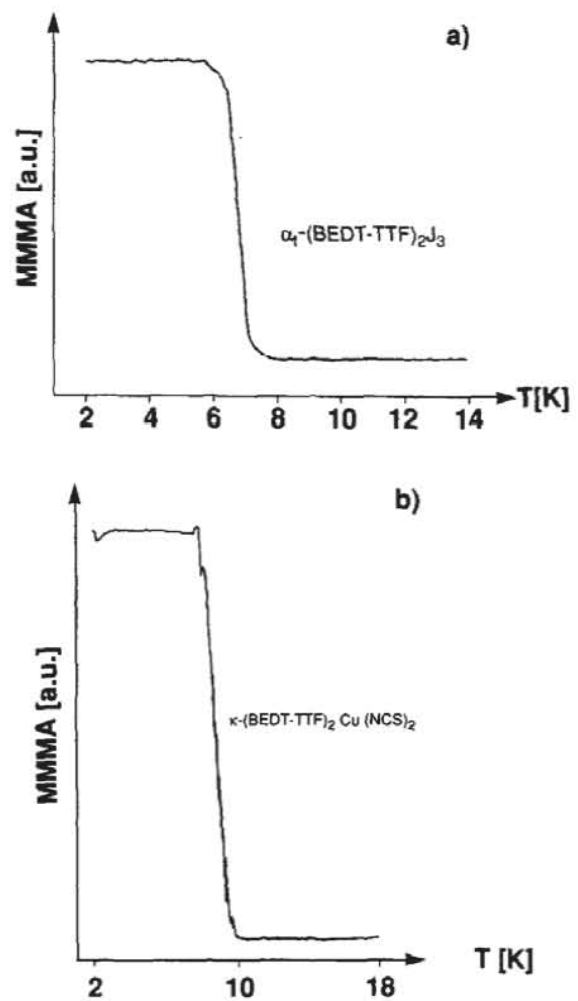 a)
MMMA [a.u.]
αt-(BEDT-TTF)2J3
2 4 6 8 10 12 14
T[K]
b)
MMMA [a.u.]
κ-(BEDT-TTF)2 Cu (NCS)2
2 10 18
T [K]